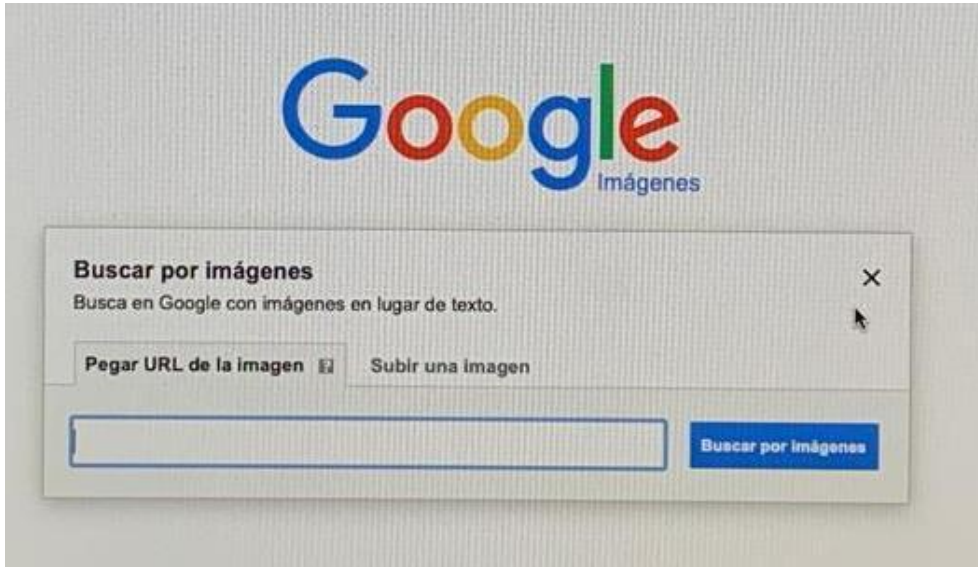 Google
Imágenes
Buscar por imágenes
Busca en Google con imágenes en lugar de texto.
Pegar URL de la imagen
Subir una imagen
Buscar por imágenes